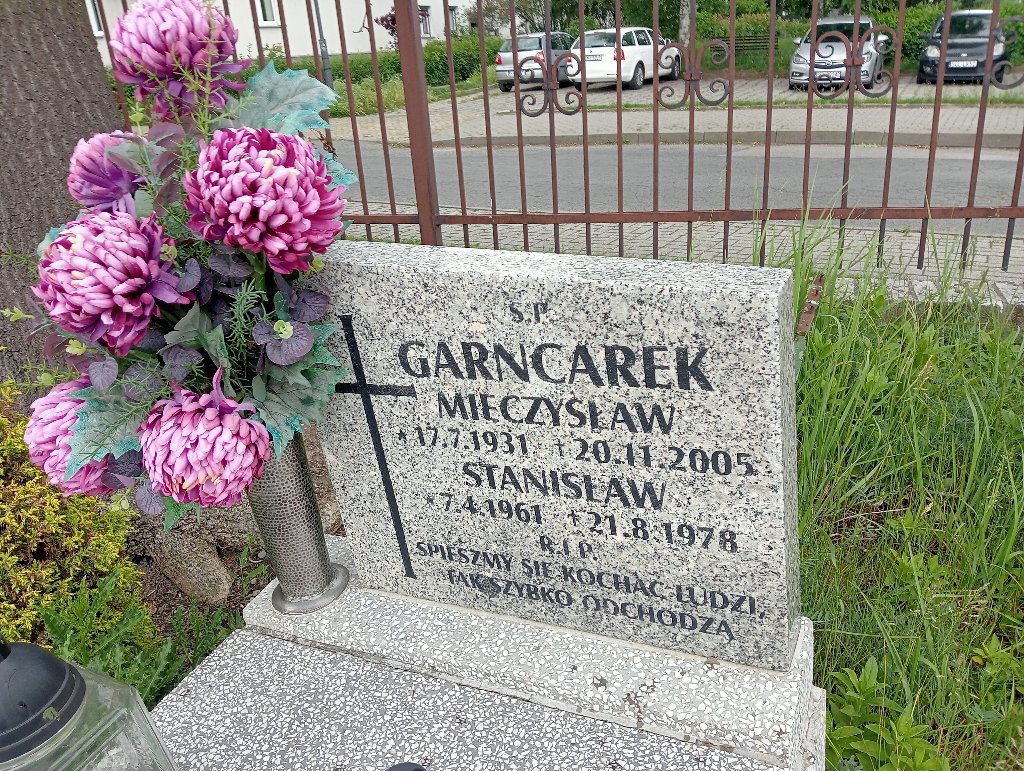 Ś.P.
GARNCAREK
MIECZYSŁAW
*17.7.1931 †20.11.2005
STANISŁAW
*7.4.1961 †21.8.1978
R.I.P.
ŚPIESZMY SIĘ KOCHAĆ LUDZI,
TAK SZYBKO ODCHODZĄ